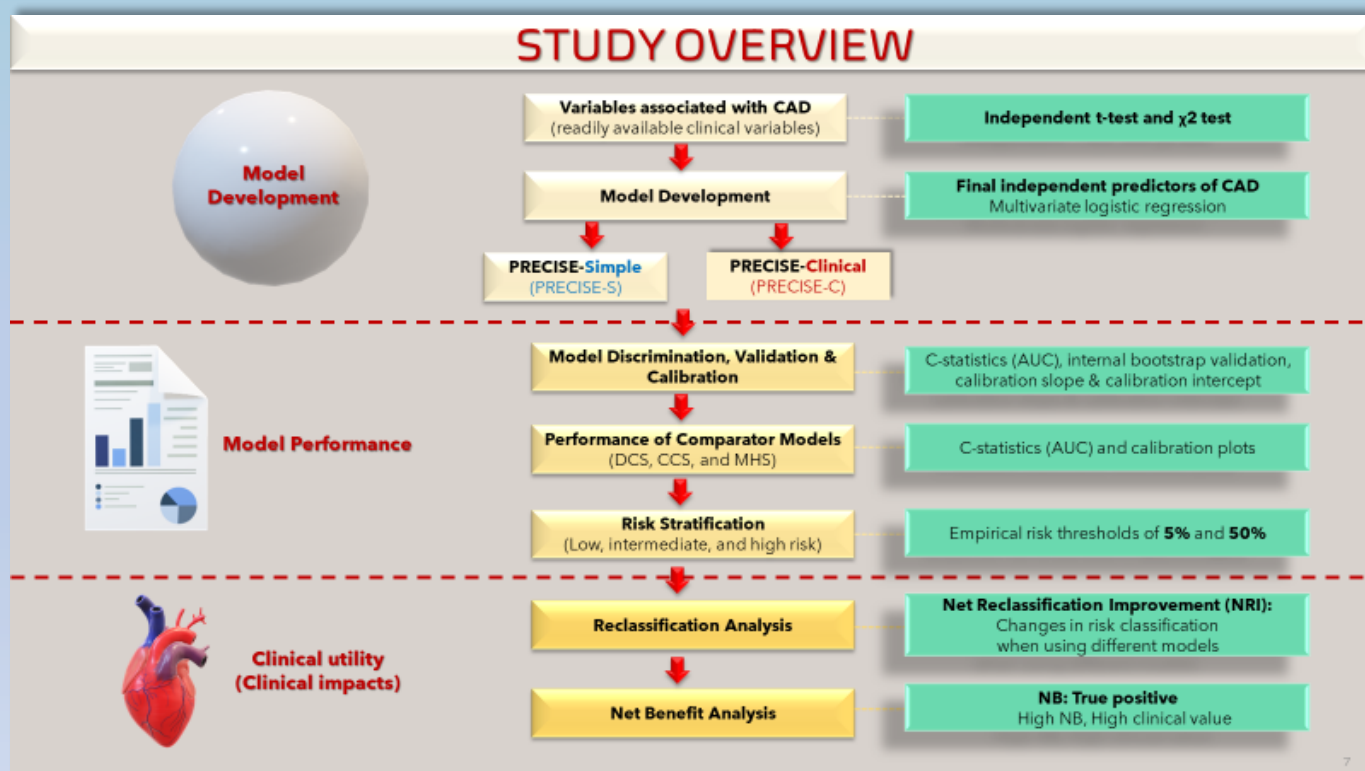 STUDY OVERVIEW
Model
Development
Variables associated with CAD
(readily available clinical variables)
Independent t-test and χ2 test
Model Development
Final independent predictors of CAD
Multivariate logistic regression
PRECISE-Simple
(PRECISE-S)
PRECISE-Clinical
(PRECISE-C)
Model Performance
Model Discrimination, Validation &
Calibration
C-statistics (AUC), internal bootstrap validation,
calibration slope & calibration intercept
Performance of Comparator Models
(DCS, CCS, and MHS)
C-statistics (AUC) and calibration plots
Risk Stratification
(Low, intermediate, and high risk)
Empirical risk thresholds of 5% and 50%
Clinical utility
(Clinical impacts)
Reclassification Analysis
Net Reclassification Improvement (NRI):
Changes in risk classification
when using different models
Net Benefit Analysis
NB: True positive
High NB, High clinical value
7